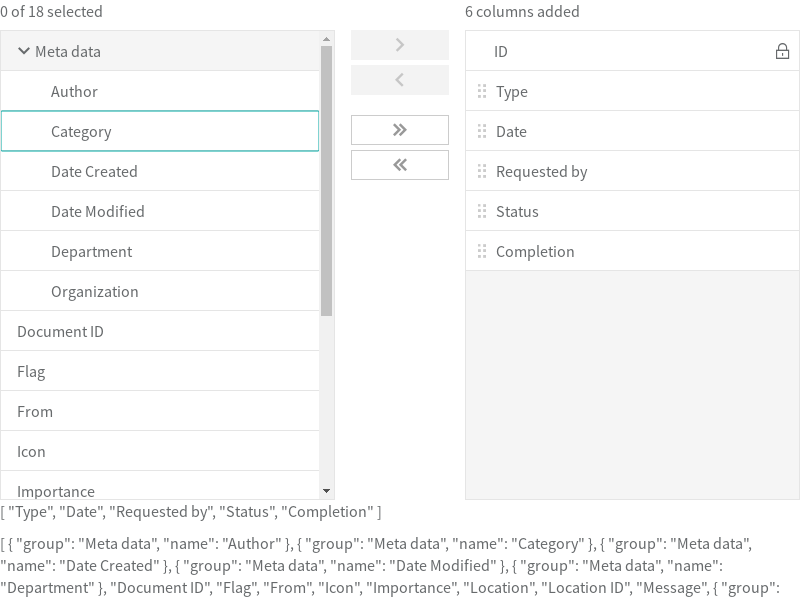 0 of 18 selected
Meta data
Author
Category
Date Created
Date Modified
Department
Organization
Document ID
Flag
From
Icon
Importance
6 columns added
ID
Type
Date
Requested by
Status
Completion
[ "Type", "Date", "Requested by", "Status", "Completion" ]
[ { "group": "Meta data", "name": "Author" }, { "group": "Meta data", "name": "Category" }, { "group": "Meta data",
"name": "Date Created" }, { "group": "Meta data", "name": "Date Modified" }, { "group": "Meta data", "name":
"Department" }, "Document ID", "Flag", "From", "Icon", "Importance", "Location", "Location ID", "Message", { "group":